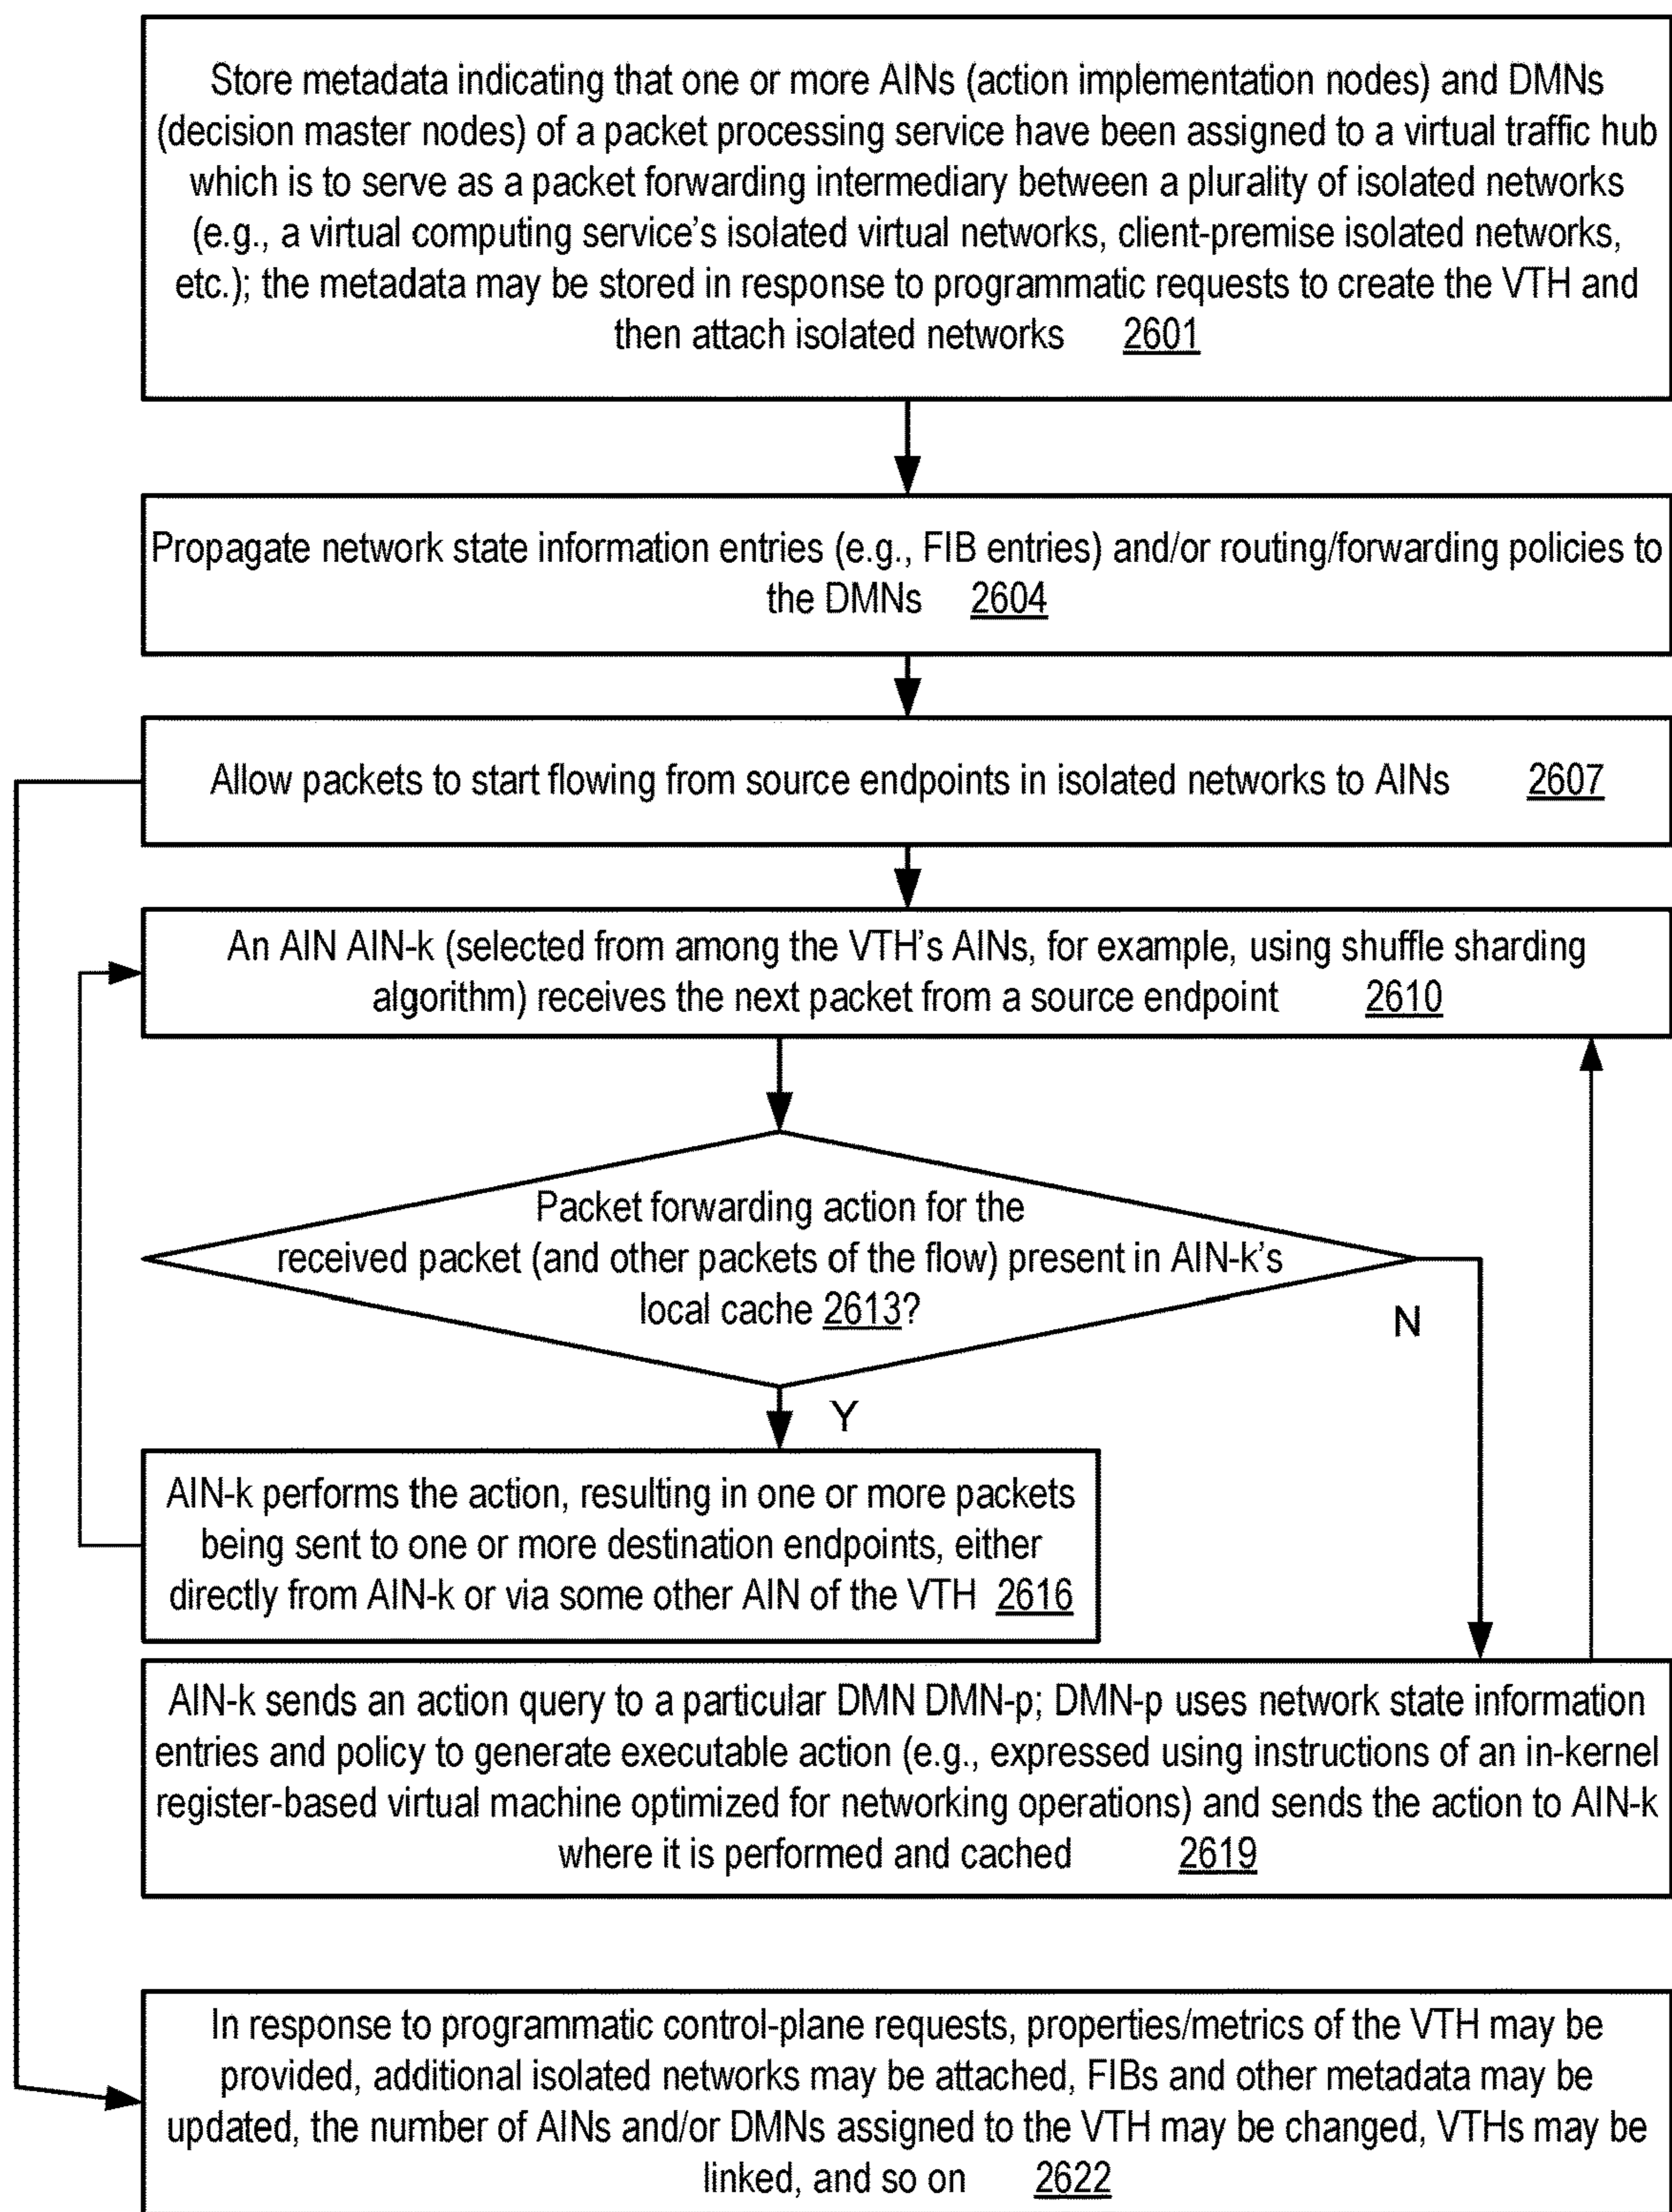 Store metadata indicating that one or more AINs (action implementation nodes) and DMNs
(decision master nodes) of a packet processing service have been assigned to a virtual traffic hub
which is to serve as a packet forwarding intermediary between a plurality of isolated networks
(e.g., a virtual computing service's isolated virtual networks, client-premise isolated networks,
etc.); the metadata may be stored in response to programmatic requests to create the VTH and
then attach isolated networks 2601
Propagate network state information entries (e.g., FIB entries) and/or routing/forwarding policies to
the DMNs 2604
Allow packets to start flowing from source endpoints in isolated networks to AINs 2607
An AIN AIN-k (selected from among the VTH's AINs, for example, using shuffle sharding
algorithm) receives the next packet from a source endpoint 2610
Packet forwarding action for the
received packet (and other packets of the flow) present in AIN-k's
local cache 2613?
N
Y
AIN-k performs the action, resulting in one or more packets
being sent to one or more destination endpoints, either
directly from AIN-k or via some other AIN of the VTH 2616
AIN-k sends an action query to a particular DMN DMN-p; DMN-p uses network state information
entries and policy to generate executable action (e.g., expressed using instructions of an in-kernel
register-based virtual machine optimized for networking operations) and sends the action to AIN-k
where it is performed and cached 2619
In response to programmatic control-plane requests, properties/metrics of the VTH may be
provided, additional isolated networks may be attached, FIBs and other metadata may be
updated, the number of AINs and/or DMNs assigned to the VTH may be changed, VTHs may be
linked, and so on 2622